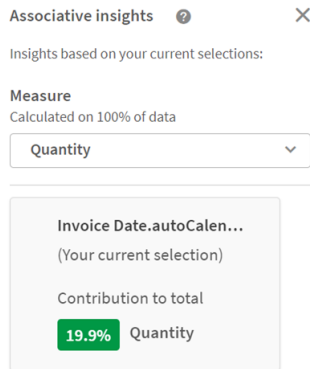 Associative insights ?
Insights based on your current selections:
Measure
Calculated on 100% of data
Quantity
Invoice Date.autoCalen...
(Your current selection)
Contribution to total
19.9% Quantity